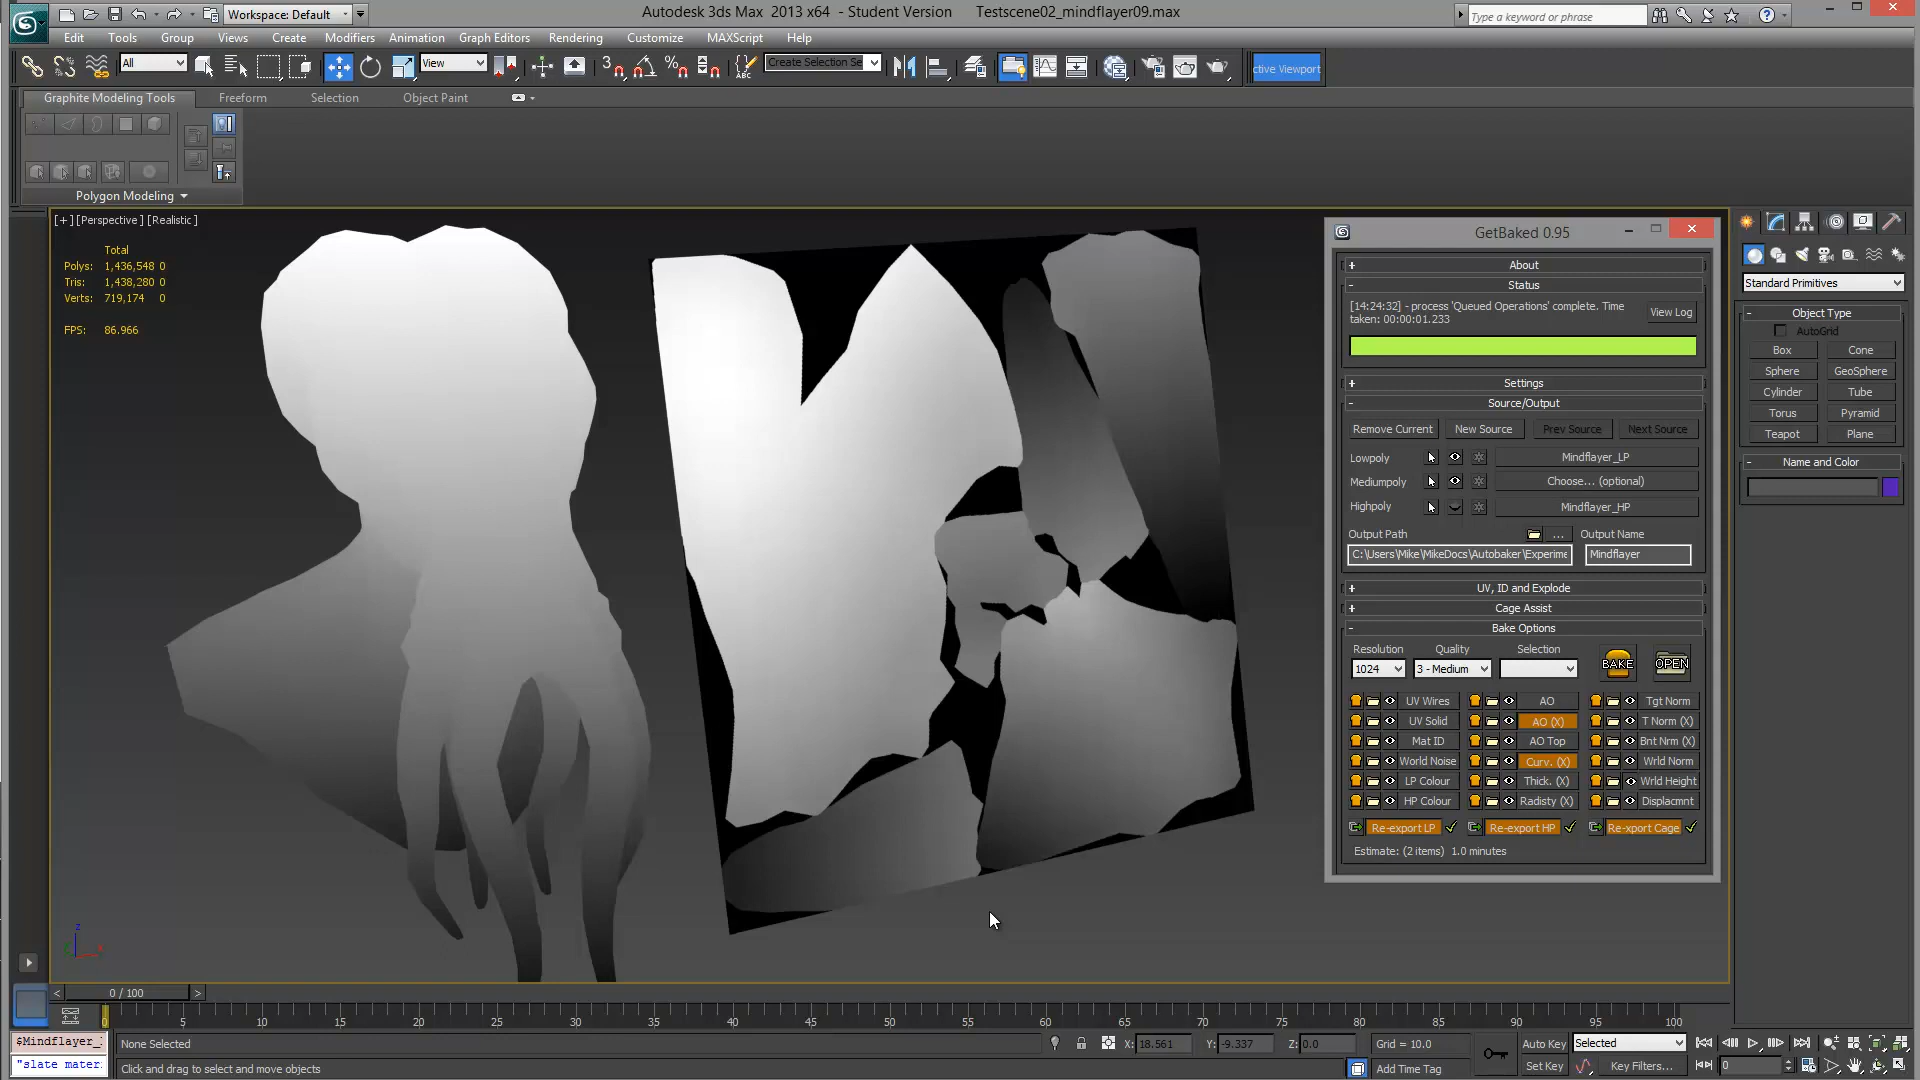 Workspace: Default
Autodesk 3ds Max 2013 x64 - Student Version Testscene02_mindflayer09.max
Type a keyword or phrase
Edit Tools Group Views Create Modifiers Animation Graph Editors Rendering Customize MAXScript Help
All
View
Create Selection Se
ctive Viewport
Graphite Modeling Tools Freeform Selection Object Paint
Polygon Modeling
[+] [Perspective] [Realistic]
Total
Polys: 1,436,548 0
Tris: 1,438,280 0
Verts: 719,174 0
FPS: 86.966
GetBaked 0.95
About
Status
[14:24:32] - process 'Queued Operations' complete. Time
taken: 00:00:01.233
View Log
Settings
Source/Output
Remove Current New Source Prev Source Next Source
Lowpoly Mindflayer_LP
Mediumpoly Choose... (optional)
Highpoly Mindflayer_HP
Output Path ... Output Name
C:\Users\Mike\MikeDocs\Autobaker\Experime Mindflayer
UV, ID and Explode
Cage Assist
Bake Options
Resolution Quality Selection
1024 3 - Medium BAKE OPEN
UV Wires AO Tgt Norm
UV Solid AO (X) T Norm (X)
Mat ID AO Top Bnt Nrm (X)
World Noise Curv. (X) Wrld Norm
LP Colour Thick. (X) Wrld Height
HP Colour Radisty (X) Displacmnt
Re-export LP Re-export HP Re-xport Cage
Estimate: (2 items) 1.0 minutes
Standard Primitives
Object Type
AutoGrid
Box Cone
Sphere GeoSphere
Cylinder Tube
Torus Pyramid
Teapot Plane
Name and Color
z
x
< 0 / 100 >
0 5 10 15 20 25 30 35 40 45 50 55 60 65 70 75 80 85 90 95 100
$Mindflayer_
"slate mater
None Selected
Click and drag to select and move objects
X: 18.561 Y: -9.337 Z: 0.0
Grid = 10.0
Add Time Tag
Auto Key Selected
Set Key Key Filters...
0